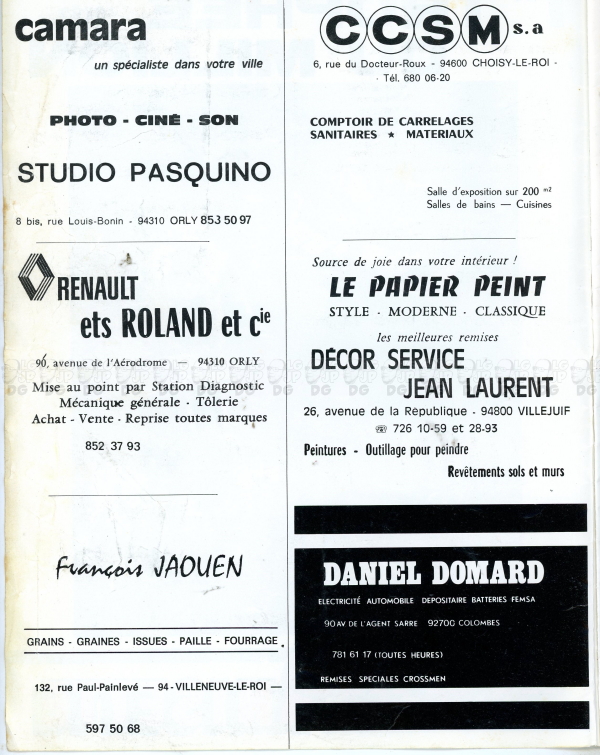 camara
un spécialiste dans votre ville
PHOTO - CINÉ - SON
STUDIO PASQUINO
8 bis, rue Louis-Bonin - 94310 ORLY 853 50 97
RENAULT
ets ROLAND et cie
90, avenue de l'Aérodrome — 94310 ORLY
Mise au point par Station Diagnostic
Mécanique générale · Tôlerie
Achat - Vente · Reprise toutes marques
852 37 93
François JAOUEN
GRAINS - GRAINES - ISSUES - PAILLE - FOURRAGE.
132, rue Paul-Painlevé — 94 - VILLENEUVE-LE-ROI —
597 50 68
CCSM s.a
6, rue du Docteur-Roux - 94600 CHOISY-LE-ROI -
· Tél. 680 06-20
COMPTOIR DE CARRELAGES
SANITAIRES ★ MATERIAUX
Salle d'exposition sur 200 m2
Salles de bains — Cuisines
Source de joie dans votre intérieur !
LE PAPIER PEINT
STYLE · MODERNE · CLASSIQUE
les meilleures remises
DÉCOR SERVICE
JEAN LAURENT
26, avenue de la République · 94800 VILLEJUIF
☏ 726 10-59 et 28-93
Peintures - Outillage pour peindre
Revêtements sols et murs
DANIEL DOMARD
ELECTRICITÉ AUTOMOBILE DEPOSITAIRE BATTERIES FEMSA
90 AV DE L'AGENT SARRE 92700 COLOMBES
781 61 17 (TOUTES HEURES)
REMISES SPECIALES CROSSMEN